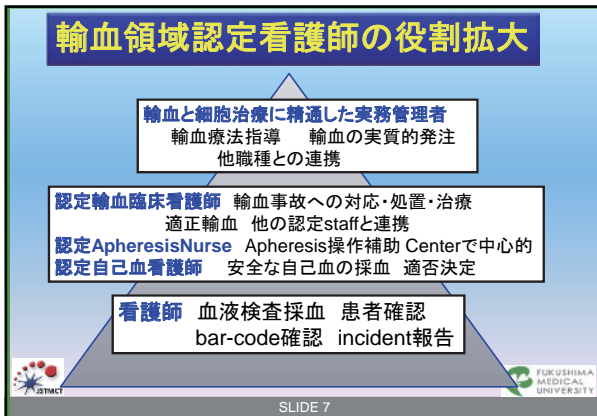 輸血領域認定看護師の役割拡大
輸血と細胞治療に精通した実務管理者
輸血療法指導 輸血の実質的発注
他職種との連携
認定輸血臨床看護師 輸血事故への対応・処置・治療
適正輸血 他の認定staffと連携
認定ApheresisNurse Apheresis操作補助 Centerで中心的
認定自己血看護師 安全な自己血の採血 適否決定
看護師 血液検査採血 患者確認
bar-code確認 incident報告
JSTMCT
FUKUSHIMA
MEDICAL
UNIVERSITY
SLIDE 7